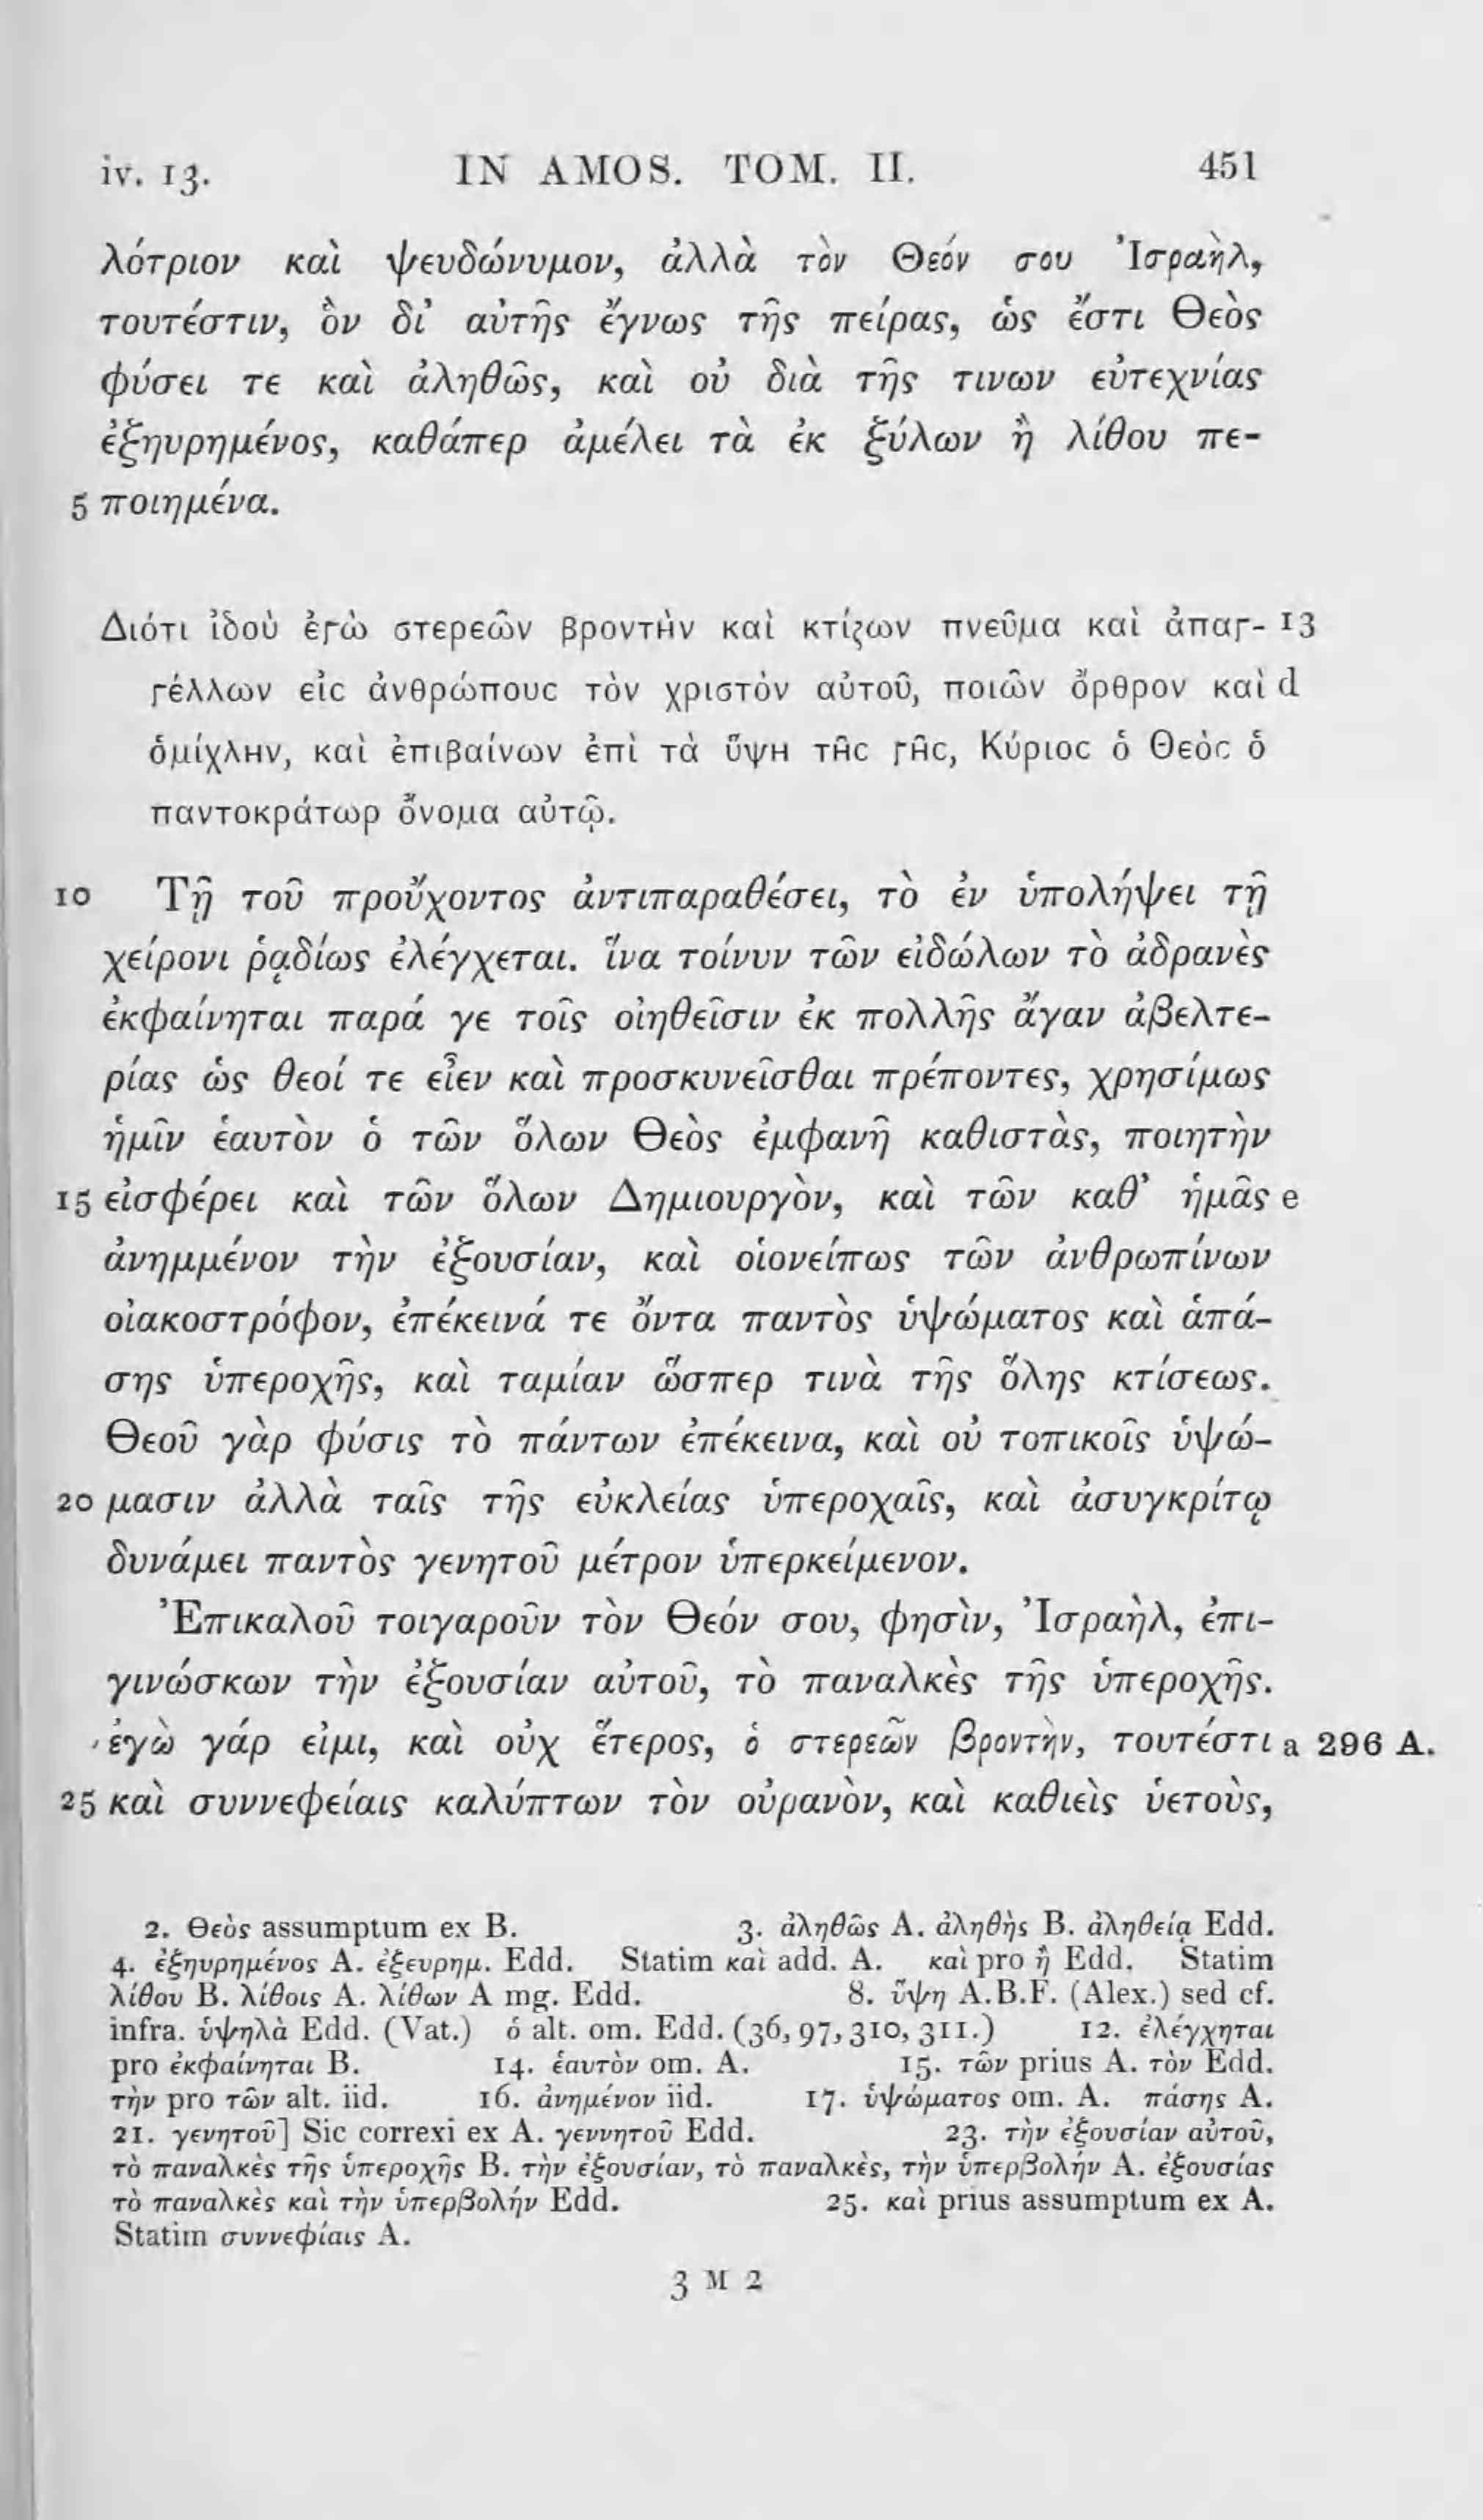 iv. 13. IN AMOS. TOM. II. 451
λότριον καὶ ψευδώνυμον, ἀλλὰ τὸν Θεόν σου Ἰσραὴλ,
τουτέστιν, ὃν δι' αὐτῆς ἔγνως τῆς πείρας, ὡς ἔστι Θεὸς
φύσει τε καὶ ἀληθῶς, καὶ οὐ διὰ τῆς τινων εὐτεχνίας
ἐξηυρημένος, καθάπερ ἀμέλει τὰ ἐκ ξύλων ἢ λίθου πε-
5 ποιημένα.
Διότι ἰδοὺ ἐγὼ στερεῶν βροντὴν καὶ κτίζων πνεῦμα καὶ ἀπαγ- 13
γέλλων εἰς ἀνθρώπους τὸν χριστὸν αὐτοῦ, ποιῶν ὄρθρον καὶ d
ὁμίχλην, καὶ ἐπιβαίνων ἐπὶ τὰ ὕψη τῆς γῆς, Κύριος ὁ Θεὸς ὁ
παντοκράτωρ ὄνομα αὐτῷ.
10 Τῇ τοῦ προὔχοντος ἀντιπαραθέσει, τὸ ἐν ὑπολήψει τῇ
χείρονι ῥᾳδίως ἐλέγχεται. ἵνα τοίνυν τῶν εἰδώλων τὸ ἀδρανὲς
ἐκφαίνηται παρά γε τοῖς οἰηθεῖσιν ἐκ πολλῆς ἄγαν ἀβελτε-
ρίας ὡς θεοί τε εἶεν καὶ προσκυνεῖσθαι πρέποντες, χρησίμως
ἡμῖν ἑαυτὸν ὁ τῶν ὅλων Θεὸς ἐμφανῆ καθιστὰς, ποιητὴν
15 εἰσφέρει καὶ τῶν ὅλων Δημιουργὸν, καὶ τῶν καθ' ἡμᾶς e
ἀνημμένον τὴν ἐξουσίαν, καὶ οἱονείπως τῶν ἀνθρωπίνων
οἰακοστρόφον, ἐπέκεινά τε ὄντα παντὸς ὑψώματος καὶ ἁπά-
σης ὑπεροχῆς, καὶ ταμίαν ὥσπερ τινὰ τῆς ὅλης κτίσεως.
Θεοῦ γὰρ φύσις τὸ πάντων ἐπέκεινα, καὶ οὐ τοπικοῖς ὑψώ-
20 μασιν ἀλλὰ ταῖς τῆς εὐκλείας ὑπεροχαῖς, καὶ ἀσυγκρίτῳ
δυνάμει παντὸς γενητοῦ μέτρον ὑπερκείμενον.
Ἐπικαλοῦ τοιγαροῦν τὸν Θεόν σου, φησὶν, Ἰσραὴλ, ἐπι-
γινώσκων τὴν ἐξουσίαν αὐτοῦ, τὸ παναλκὲς τῆς ὑπεροχῆς.
ἐγὼ γάρ εἰμι, καὶ οὐχ ἕτερος, ὁ στερεῶν βροντὴν, τουτέστι a 296 A.
25 καὶ συννεφείαις καλύπτων τὸν οὐρανὸν, καὶ καθιεὶς ὑετοὺς,
2. Θεὸς assumptum ex B. 3. ἀληθῶς A. ἀληθὴς B. ἀληθείᾳ Edd.
4. ἐξηυρημένος A. ἐξευρημ. Edd. Statim καὶ add. A. καὶ pro ἢ Edd. Statim
λίθου B. λίθοις A. λίθων A mg. Edd. 8. ὕψη A.B.F. (Alex.) sed cf.
infra. ὑψηλὰ Edd. (Vat.) ὁ alt. om. Edd. (36, 97, 310, 311.) 12. ἐλέγχηται
pro ἐκφαίνηται B. 14. ἑαυτὸν om. A. 15. τῶν prius A. τὸν Edd.
τὴν pro τῶν alt. iid. 16. ἀνημένον iid. 17. ὑψώματος om. A. πάσης A.
21. γενητοῦ] Sic correxi ex A. γεννητοῦ Edd. 23. τὴν ἐξουσίαν αὐτοῦ,
τὸ παναλκὲς τῆς ὑπεροχῆς B. τὴν ἐξουσίαν, τὸ παναλκὲς, τὴν ὑπερβολήν A. ἐξουσίας
τὸ παναλκὲς καὶ τὴν ὑπερβολήν Edd. 25. καὶ prius assumptum ex A.
Statim συννεφίαις A.
3 M 2